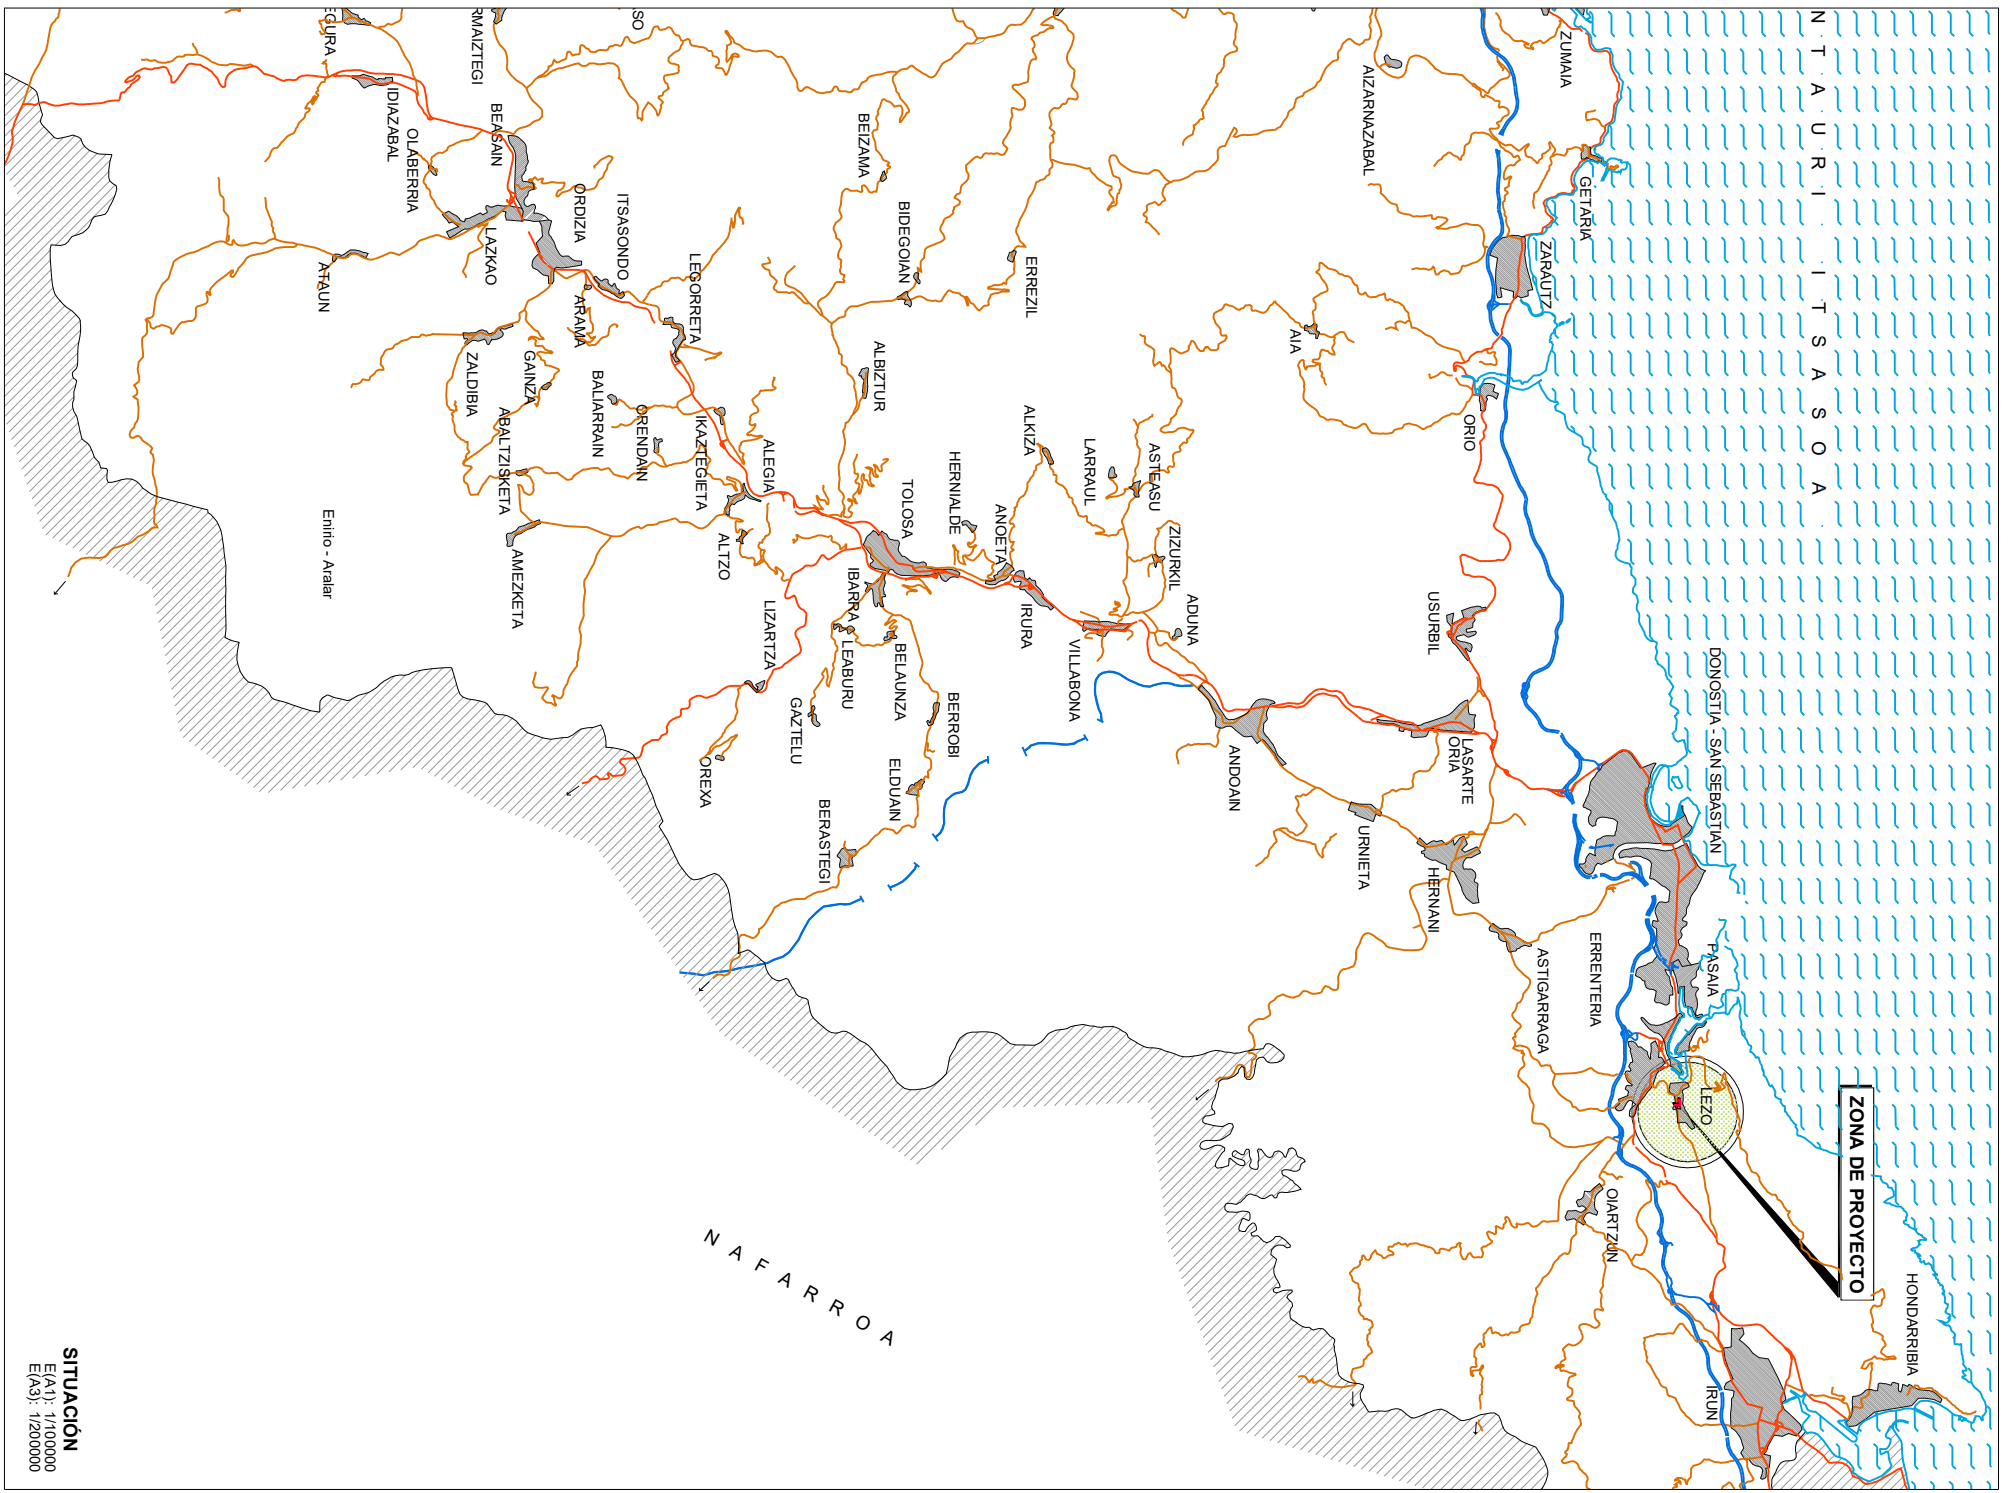 NTAURI ITSASOA
ZUMAIA
GETARIA
ZARAUTZ
ORIO
AIZARNAZABAL
AIA
USURBIL
DONOSTIA - SAN SEBASTIAN
PASAIA
LEZO
ZONA DE PROYECTO
HONDARRIBIA
IRUN
OIARTZUN
ERRENTERIA
ASTIGARRAGA
HERNANI
URNIETA
LASARTE
ORIA
ANDOAIN
ADUNA
ZIZURKIL
ASTEASU
LARRAUL
ALKIZA
VILLABONA
IRURA
ANOETA
HERNIALDE
ERREZIL
BIDEGOIAN
BEIZAMA
ALBIZTUR
TOLOSA
IBARRA
LEABURU
BELAUNZA
BERROBI
ELDUAIN
BERASTEGI
GAZTELU
OREXA
LIZARTZA
ALTZO
ALEGIA
IKAZTEGIETA
ORENDAIN
BALIARRAIN
LEGORRETA
ITSASONDO
ARAMA
ORDIZIA
GAINZA
ABALTZISKETA
AMEZKETA
ZALDIBIA
LAZKAO
BEASAIN
OLABERRIA
IDIAZABAL
ATAUN
RMAIZTEGI
EGURA
SO
Enirio - Aralar
NAFARROA
SITUACIÓN
E(A1): 1/100000
E(A3): 1/200000